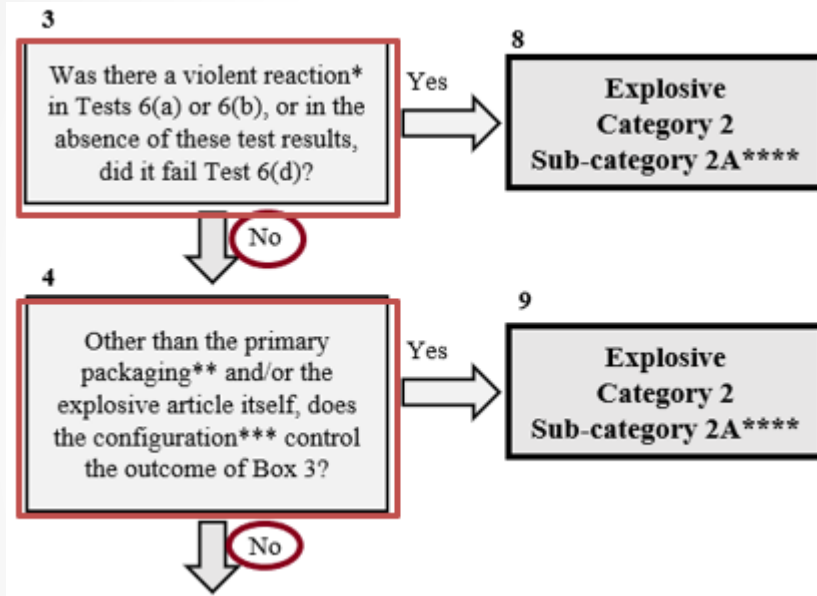 3
Was there a violent reaction*
in Tests 6(a) or 6(b), or in the
absence of these test results,
did it fail Test 6(d)?
Yes
8
Explosive
Category 2
Sub-category 2A****
No
4
Other than the primary
packaging** and/or the
explosive article itself, does
the configuration*** control
the outcome of Box 3?
Yes
9
Explosive
Category 2
Sub-category 2A****
No